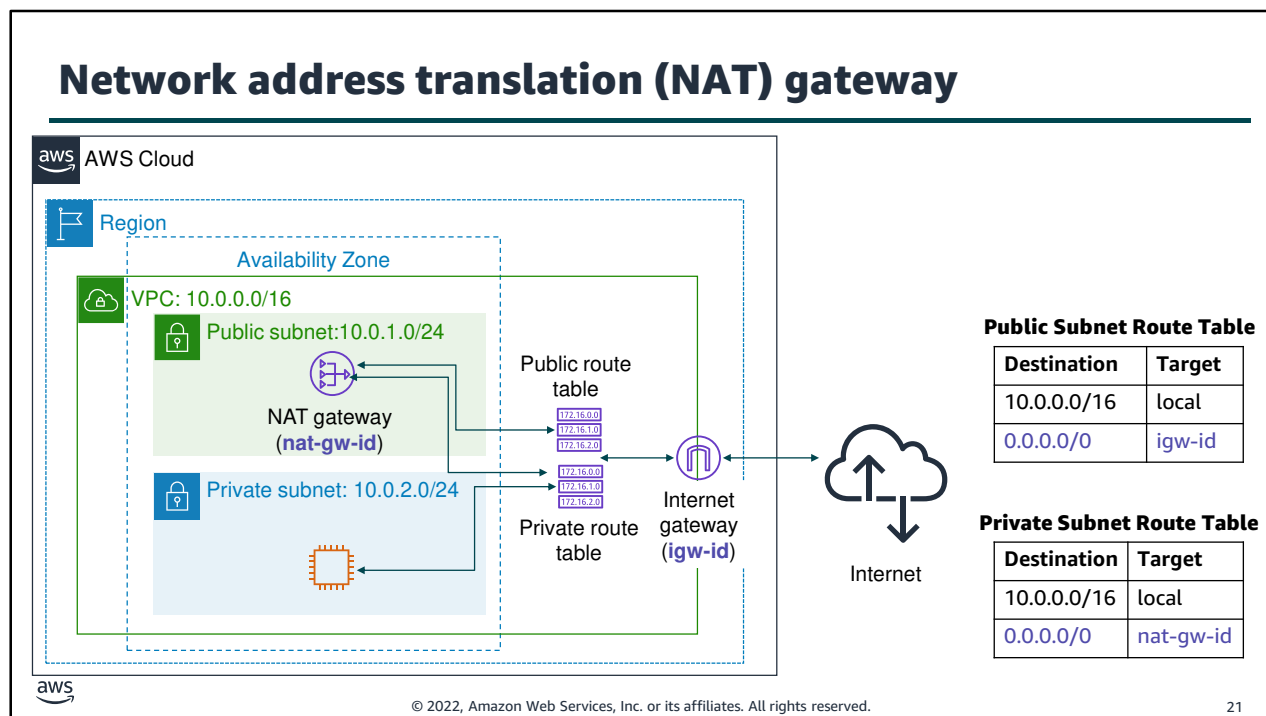 Network address translation (NAT) gateway
aws
AWS Cloud
Region
Availability Zone
VPC: 10.0.0.0/16
Public subnet:10.0.1.0/24
NAT gateway
(nat-gw-id)
Private subnet: 10.0.2.0/24
Public route
table
172.16.0.0
172.16.1.0
172.16.2.0
172.16.0.0
172.16.1.0
172.16.2.0
Private route
table
Internet
gateway
(igw-id)
Internet
Public Subnet Route Table
Destination Target
10.0.0.0/16 local
0.0.0.0/0 igw-id
Private Subnet Route Table
Destination Target
10.0.0.0/16 local
0.0.0.0/0 nat-gw-id
aws
© 2022, Amazon Web Services, Inc. or its affiliates. All rights reserved.
21